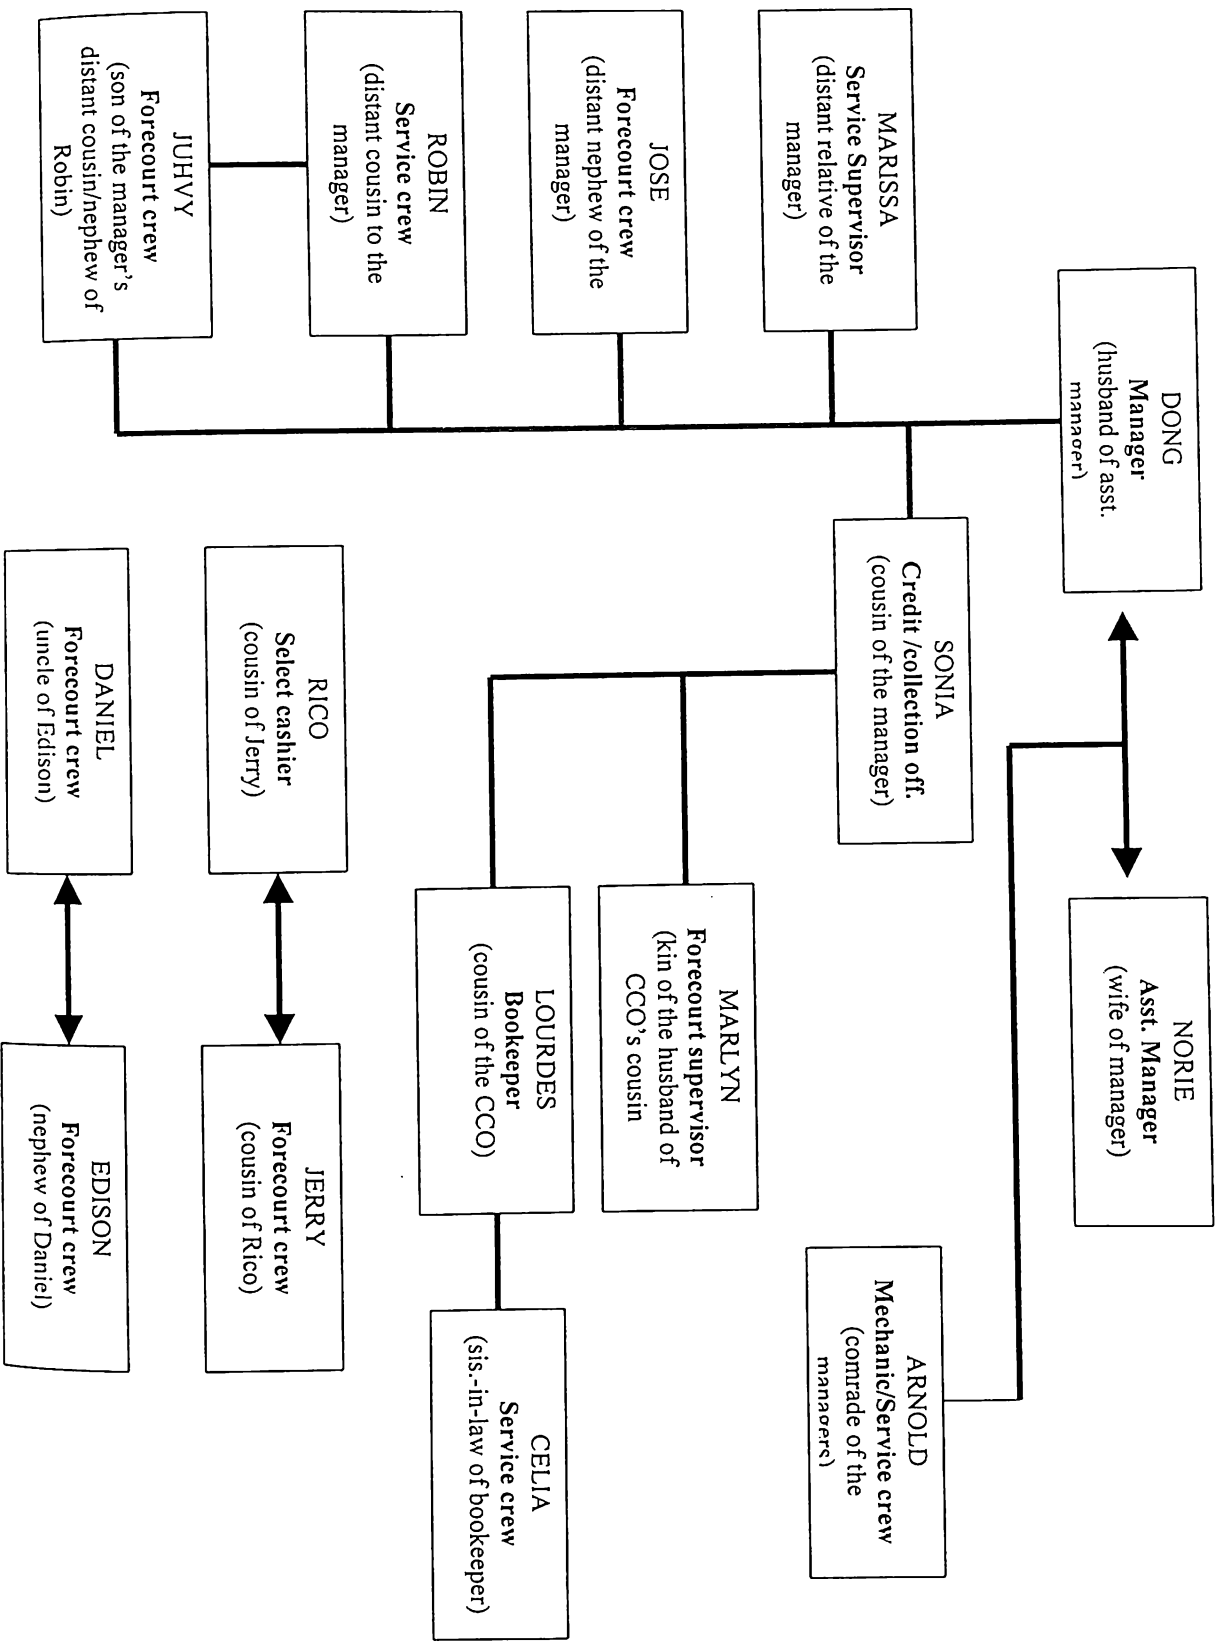 DONG
Manager
(husband of asst.
manager)
NORIE
Asst. Manager
(wife of manager)
MARISSA
Service Supervisor
(distant relative of the
manager)
SONIA
Credit /collection off.
(cousin of the manager)
ARNOLD
Mechanic/Service crew
(comrade of the
managers)
JOSE
Forecourt crew
(distant nephew of the
manager)
MARLYN
Forecourt supervisor
(kin of the husband of
CCO's cousin
ROBIN
Service crew
(distant cousin to the
manager)
LOURDES
Bookeeper
(cousin of the CCO)
CELIA
Service crew
(sis.-in-law of bookeeper)
JUHVY
Forecourt crew
(son of the manager's
distant cousin/nephew of
Robin)
RICO
Select cashier
(cousin of Jerry)
JERRY
Forecourt crew
(cousin of Rico)
DANIEL
Forecourt crew
(uncle of Edison)
EDISON
Forecourt crew
(nephew of Daniel)